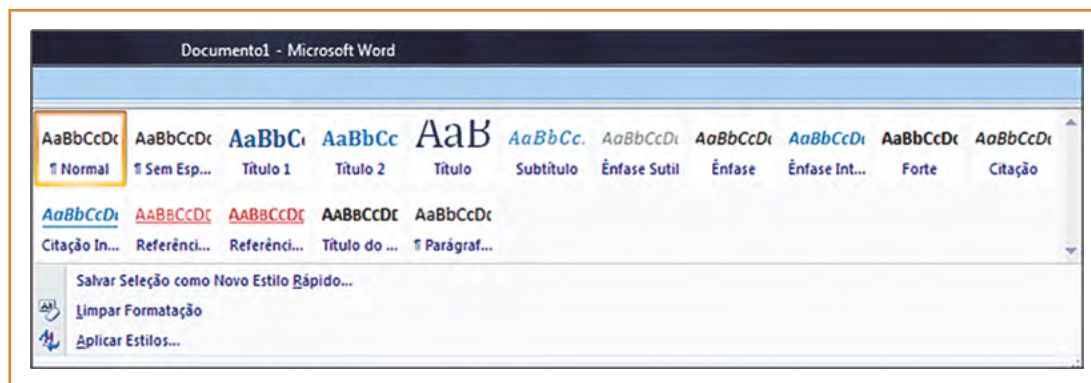 Documento1 - Microsoft Word
AaBbCcDc AaBbCcDc AaBbC AaBbCc AaB AaBbCc. AaBbCcDc AaBbCcDc AaBbCcDc AaBbCcDc AaBbCcDc
¶ Normal ¶ Sem Esp... Título 1 Título 2 Título Subtítulo Ênfase Sutil Ênfase Ênfase Int... Forte Citação
AaBbCcDc AABBCCDC AABBCCDC AABBCCDC AaBbCcDc
Citação In... Referênci... Referênci... Título do ... ¶ Parágraf...
Salvar Seleção como Novo Estilo Rápido...
Limpar Formatação
Aplicar Estilos...